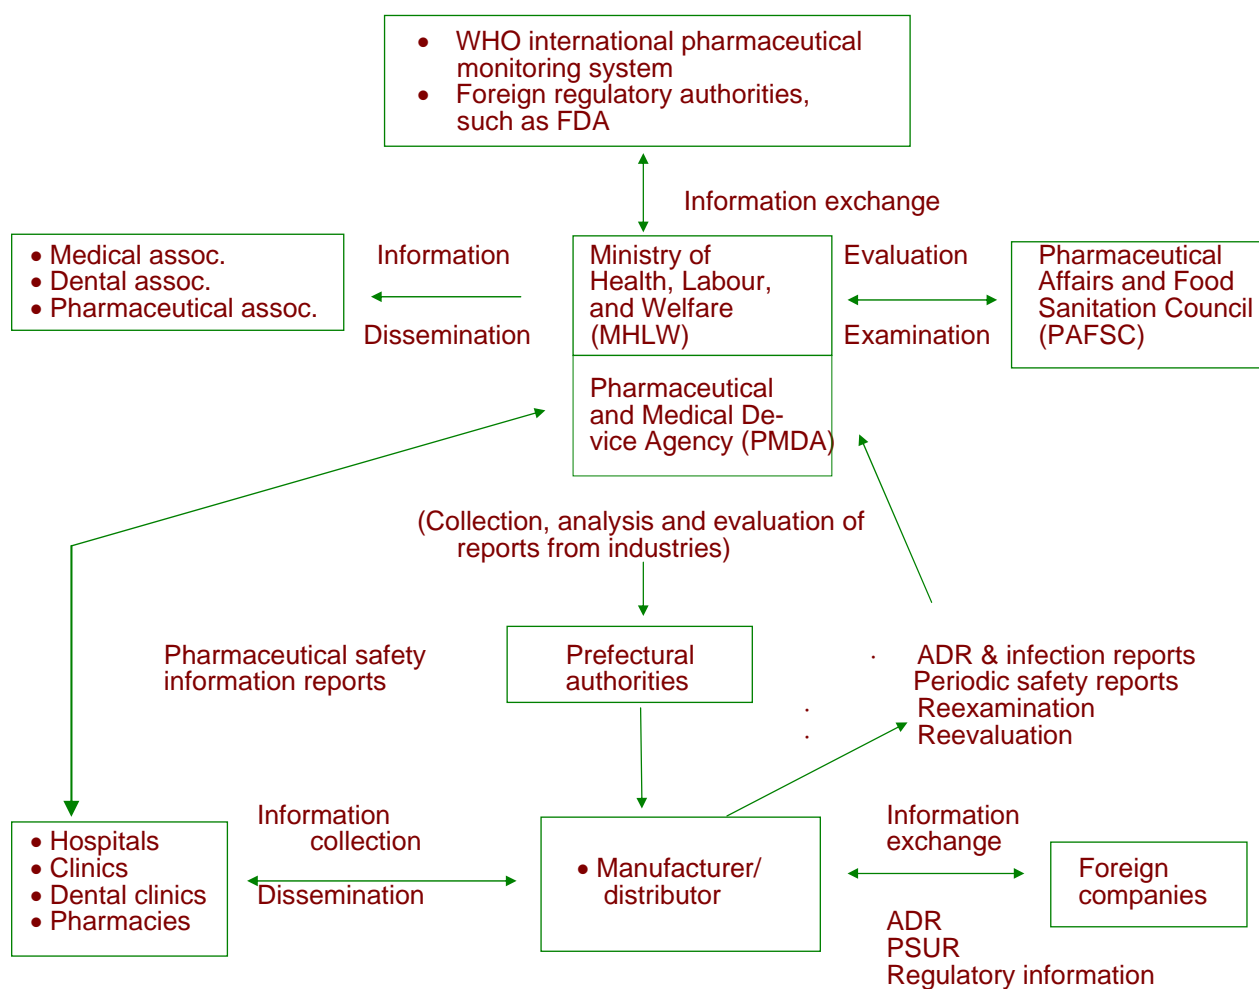 • WHO international pharmaceutical
monitoring system
• Foreign regulatory authorities,
such as FDA
Information exchange
• Medical assoc.
• Dental assoc.
• Pharmaceutical assoc.
Information
Dissemination
Ministry of
Health, Labour,
and Welfare
(MHLW)
Evaluation
Examination
Pharmaceutical
Affairs and Food
Sanitation Council
(PAFSC)
Pharmaceutical
and Medical De-
vice Agency (PMDA)
(Collection, analysis and evaluation of
reports from industries)
Pharmaceutical safety
information reports
Prefectural
authorities
· ADR & infection reports
Periodic safety reports
· Reexamination
· Reevaluation
• Hospitals
• Clinics
• Dental clinics
• Pharmacies
Information
collection
Dissemination
• Manufacturer/
distributor
Information
exchange
Foreign
companies
ADR
PSUR
Regulatory information